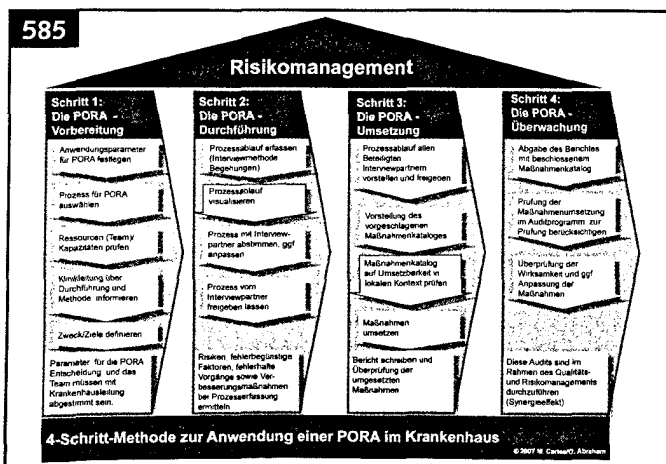 585
Risikomanagement
Schritt 1:
Die PORA -
Vorbereitung
Anwendungsparameter
für PORA festlegen
Prozess für PORA
auswählen
Ressourcen (Team)/
Kapazitäten prüfen
Klinikleitung über
Durchführung und
Methode informieren
Zweck/Ziele definieren
Parameter für die PORA
Entscheidung und das
Team müssen mit
Krankenhausleitung
abgestimmt sein.
Schritt 2:
Die PORA -
Durchführung
Prozessablauf erfassen
(Interviewmethode
Begehungen)
Prozessablauf
visualisieren
Prozess mit Interview-
partner abstimmen, ggf
anpassen
Prozess vom
Interviewpartner
freigeben lassen
Risiken, fehlerbegünstige
Faktoren, fehlerhafte
Vorgänge sowie Ver-
besserungsmaßnahmen
bei Prozesserfassung
ermitteln
Schritt 3:
Die PORA -
Umsetzung
Prozessablauf allen
Beteiligten
Interviewpartnern
vorstellen und freigeben
Vorstellung des
vorgeschlagenen
Maßnahmenkataloges
Maßnahmenkatalog
auf Umsetzbarkeit in
lokalen Kontext prüfen
Maßnahmen
umsetzen
Bericht schreiben und
Überprüfung der
umgesetzten
Maßnahmen
Schritt 4:
Die PORA -
Überwachung
Abgabe des Berichtes
mit beschlossenem
Maßnahmenkatalog
Prüfung der
Maßnahmenumsetzung
im Auditprogramm zur
Prüfung berücksichtigen
Überprüfung der
Wirksamkeit und ggf
Anpassung der
Maßnahmen
Diese Audits sind im
Rahmen des Qualitäts-
und Risikomanagements
durchzuführen
(Synergieeffekt)
4-Schritt-Methode zur Anwendung einer PORA im Krankenhaus
© 2007 M. Cartes/O. Abraham